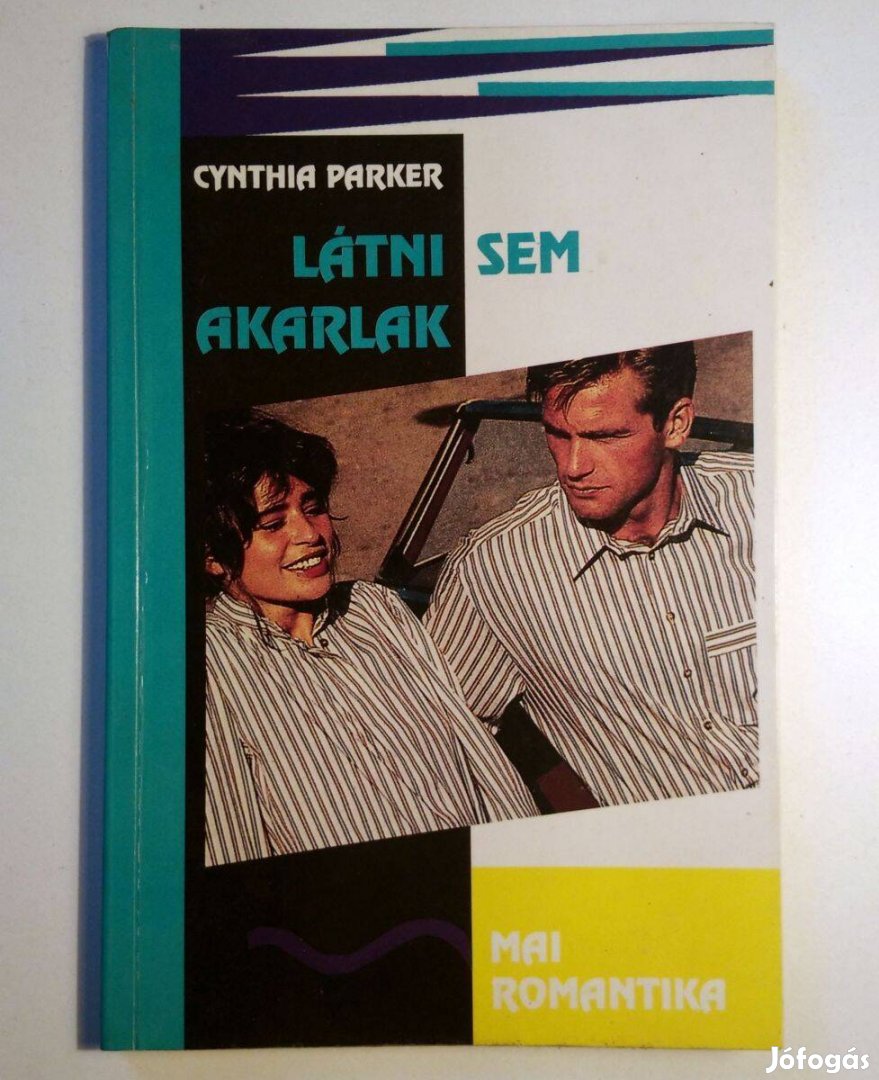 CYNTHIA PARKER
LÁTNI SEM
AKARLAK
MAI
ROMANTIKA
Jófogás